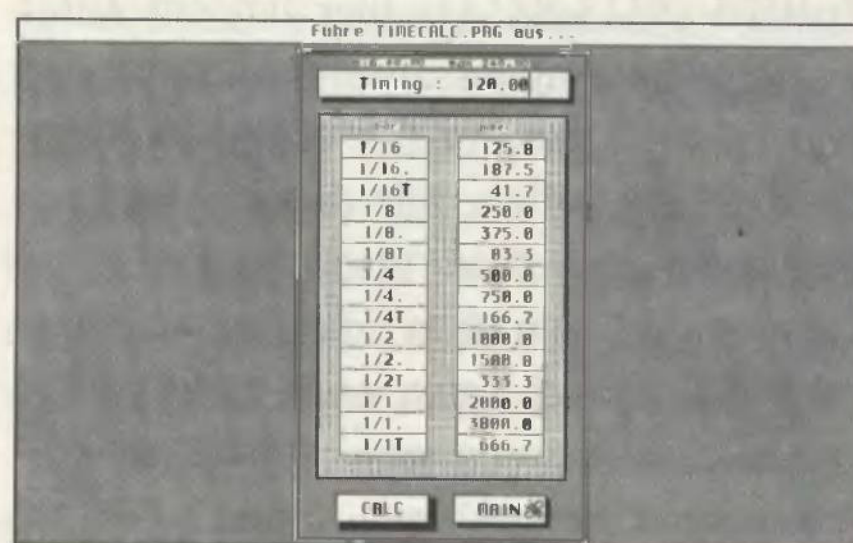 Führe TIMECALC.PRG aus...
Timing : 120.00
1/16 125.0
1/16. 187.5
1/16T 41.7
1/8 250.0
1/8. 375.0
1/8T 83.3
1/4 500.0
1/4. 750.0
1/4T 166.7
1/2 1000.0
1/2. 1500.0
1/2T 333.3
1/1 2000.0
1/1. 3000.0
1/1T 666.7
CALC MAIN